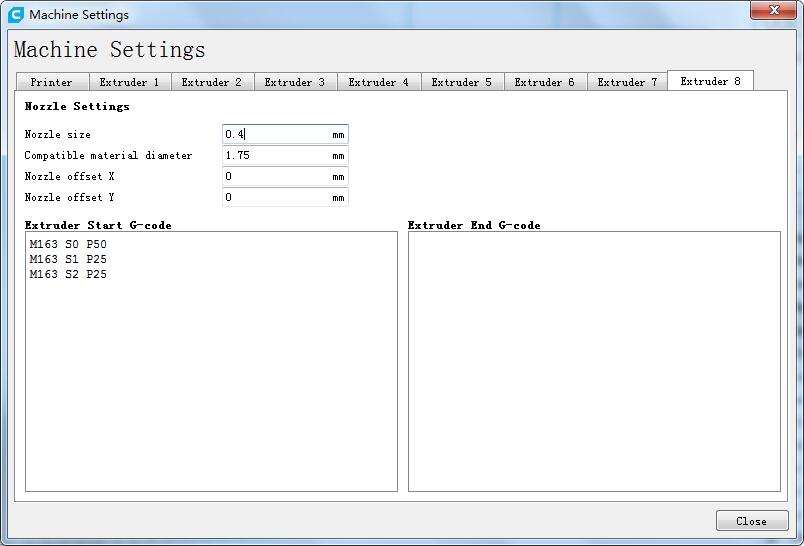 Machine Settings
Machine Settings
Printer Extruder 1 Extruder 2 Extruder 3 Extruder 4 Extruder 5 Extruder 6 Extruder 7 Extruder 8
Nozzle Settings
Nozzle size 0.4 mm
Compatible material diameter 1.75 mm
Nozzle offset X 0 mm
Nozzle offset Y 0 mm
Extruder Start G-code Extruder End G-code
M163 S0 P50
M163 S1 P25
M163 S2 P25
Close